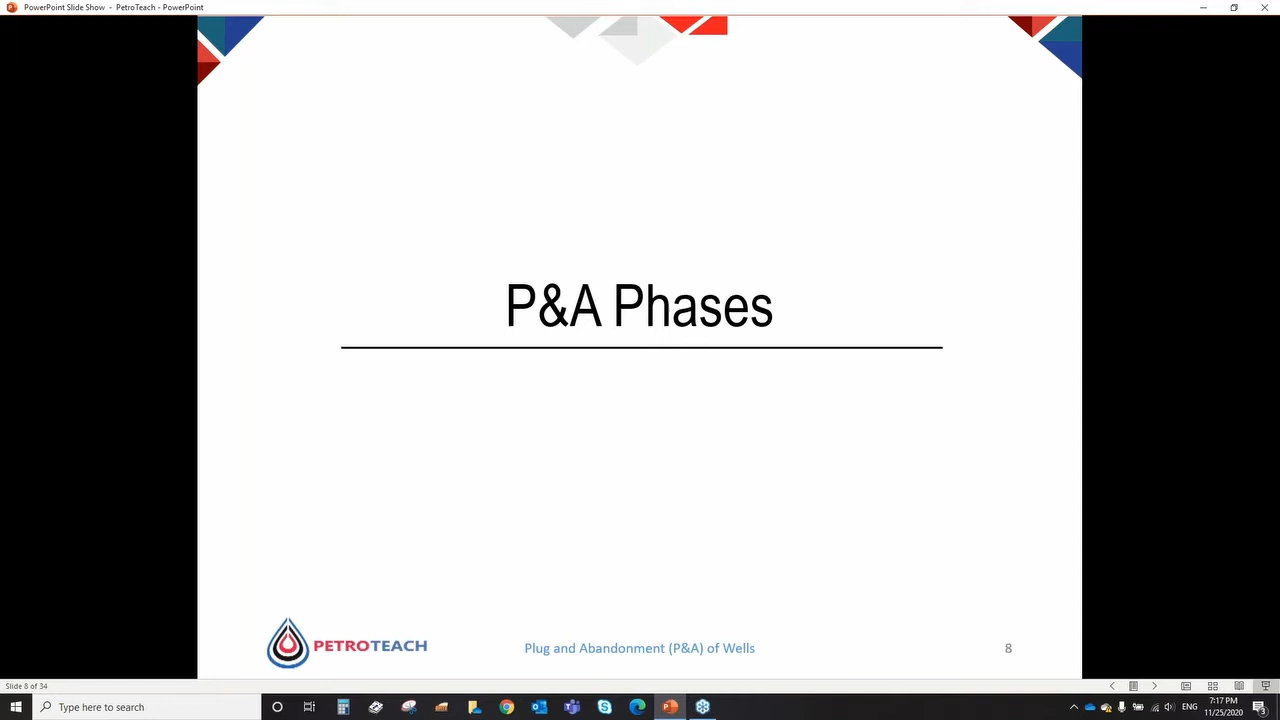 PowerPoint Slide Show - PetroTeach - PowerPoint
P&A Phases
PETROTEACH
Plug and Abandonment (P&A) of Wells
8
Slide 8 of 34
Type here to search
ENG
7:17 PM
11/25/2020
3